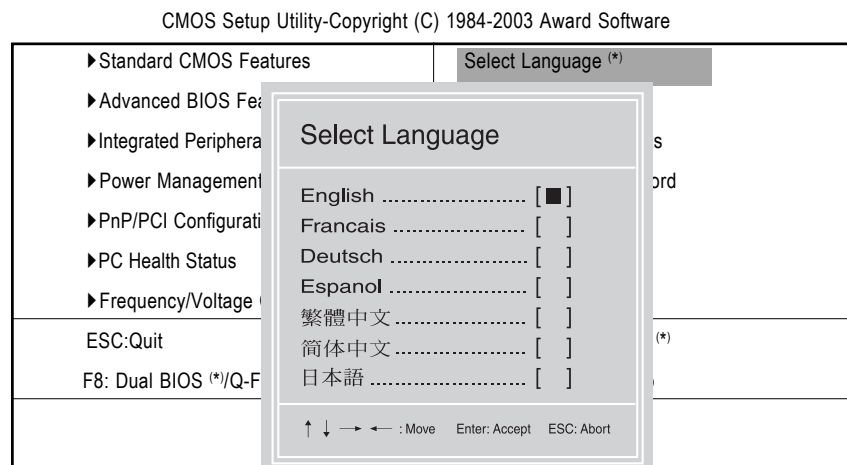 CMOS Setup Utility-Copyright (C) 1984-2003 Award Software
▶Standard CMOS Features
Select Language (*)
▶Advanced BIOS Fea
▶Integrated Periphera
s
▶Power Management
ord
▶PnP/PCI Configurati
▶PC Health Status
▶Frequency/Voltage
ESC:Quit
(*)
F8: Dual BIOS (*)/Q-F
Select Language
English ........................ [■]
Francais ...................... [ ]
Deutsch ....................... [ ]
Espanol ....................... [ ]
繁體中文 ...................... [ ]
简体中文 ...................... [ ]
日本語 .......................... [ ]
↑ ↓ → ← : Move Enter: Accept ESC: Abort